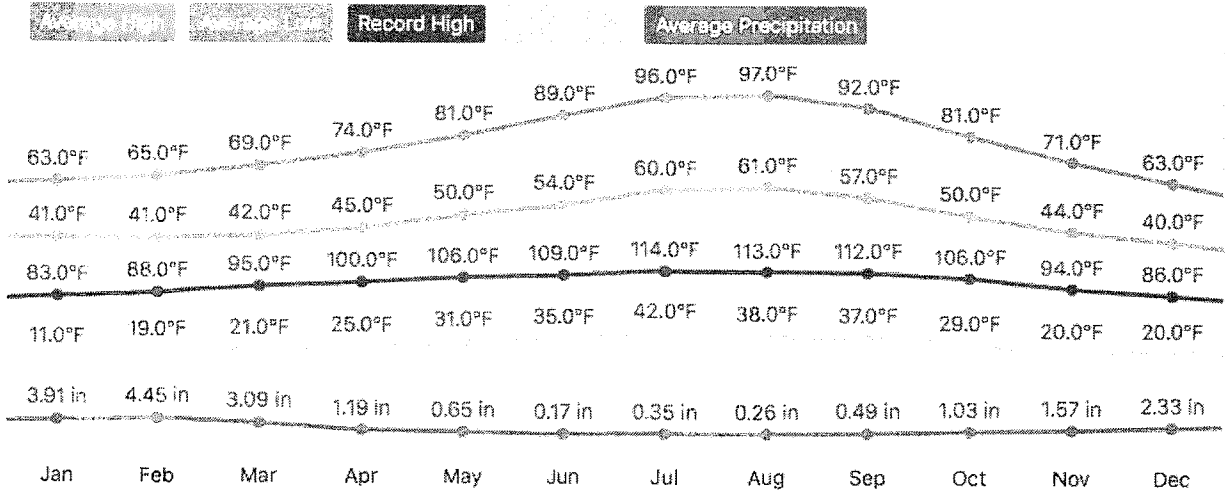 Average High Average Low Record High Average Precipitation
63.0°F 65.0°F 69.0°F 74.0°F 81.0°F 89.0°F 96.0°F 97.0°F 92.0°F 81.0°F 71.0°F 63.0°F
41.0°F 41.0°F 42.0°F 45.0°F 50.0°F 54.0°F 60.0°F 61.0°F 57.0°F 50.0°F 44.0°F 40.0°F
83.0°F 88.0°F 95.0°F 100.0°F 106.0°F 109.0°F 114.0°F 113.0°F 112.0°F 106.0°F 94.0°F 86.0°F
11.0°F 19.0°F 21.0°F 25.0°F 31.0°F 35.0°F 42.0°F 38.0°F 37.0°F 29.0°F 20.0°F 20.0°F
3.91 in 4.45 in 3.09 in 1.19 in 0.65 in 0.17 in 0.35 in 0.26 in 0.49 in 1.03 in 1.57 in 2.33 in
Jan Feb Mar Apr May Jun Jul Aug Sep Oct Nov Dec